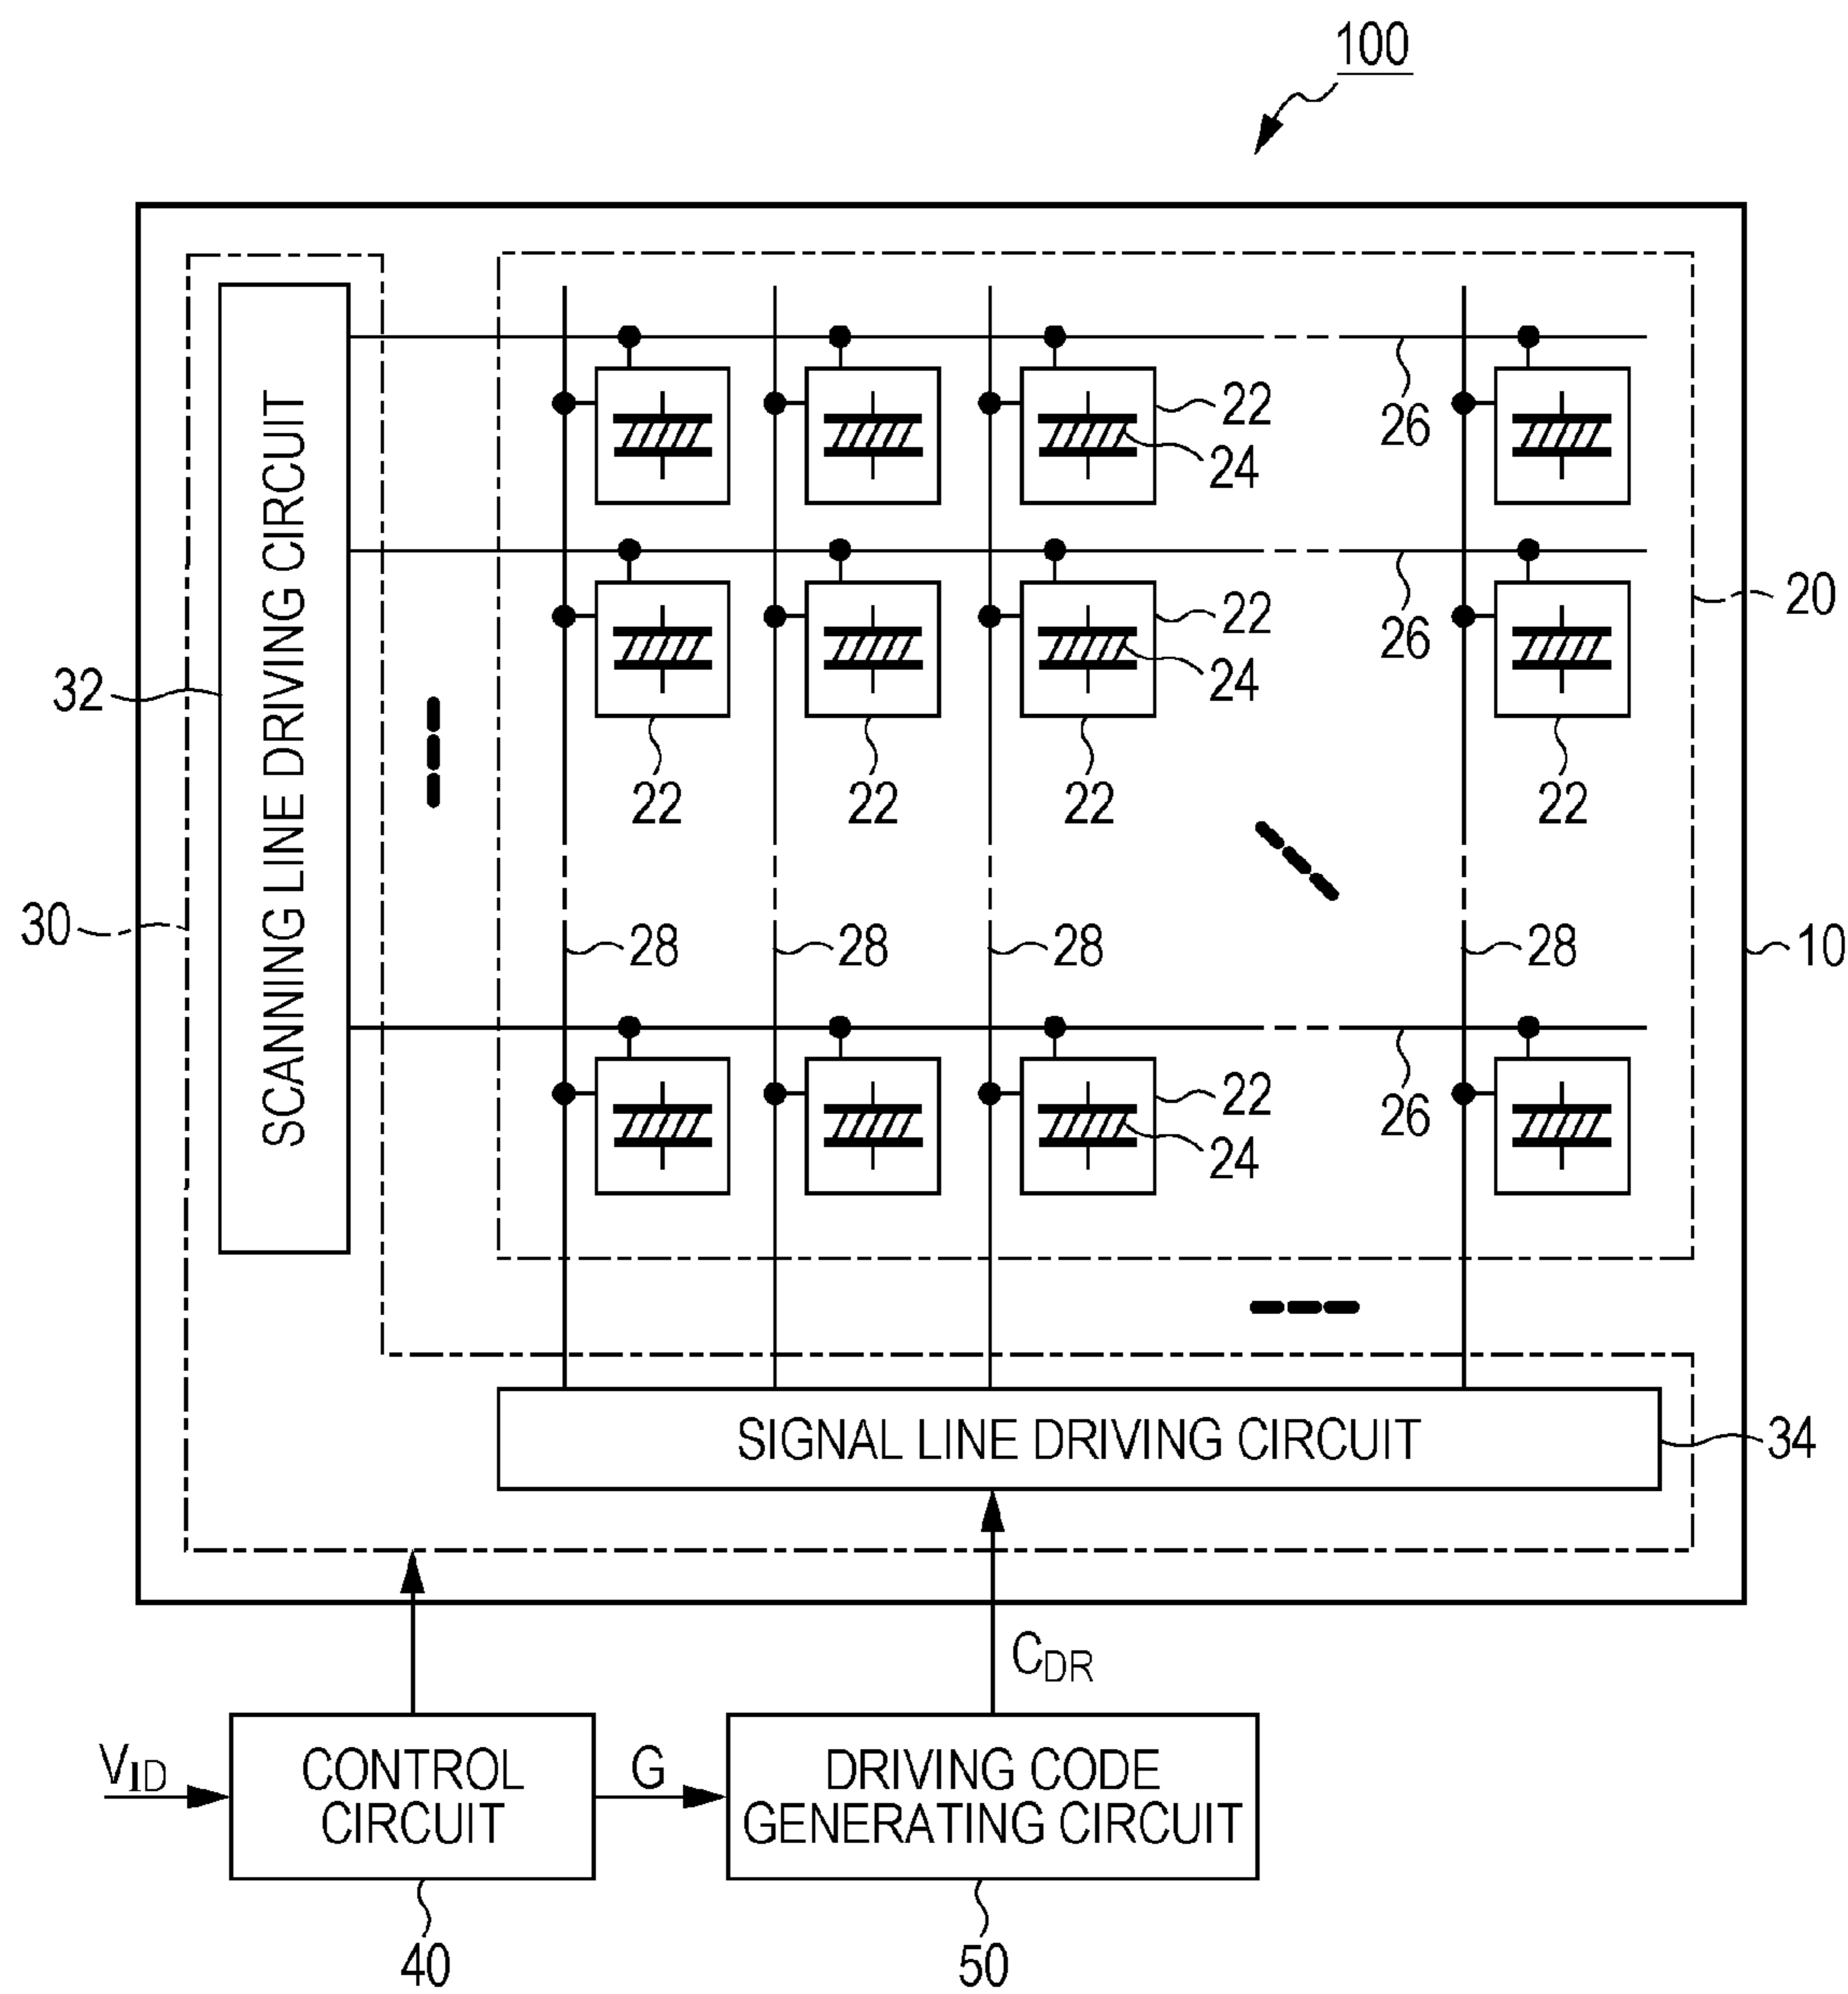 100
SCANNING LINE DRIVING CIRCUIT
22
26
24
22
20
26
24
32
22
22
22
22
30
28
28
28
28
10
22
26
24
SIGNAL LINE DRIVING CIRCUIT
34
CDR
VID
CONTROL
CIRCUIT
G
DRIVING CODE
GENERATING CIRCUIT
40
50